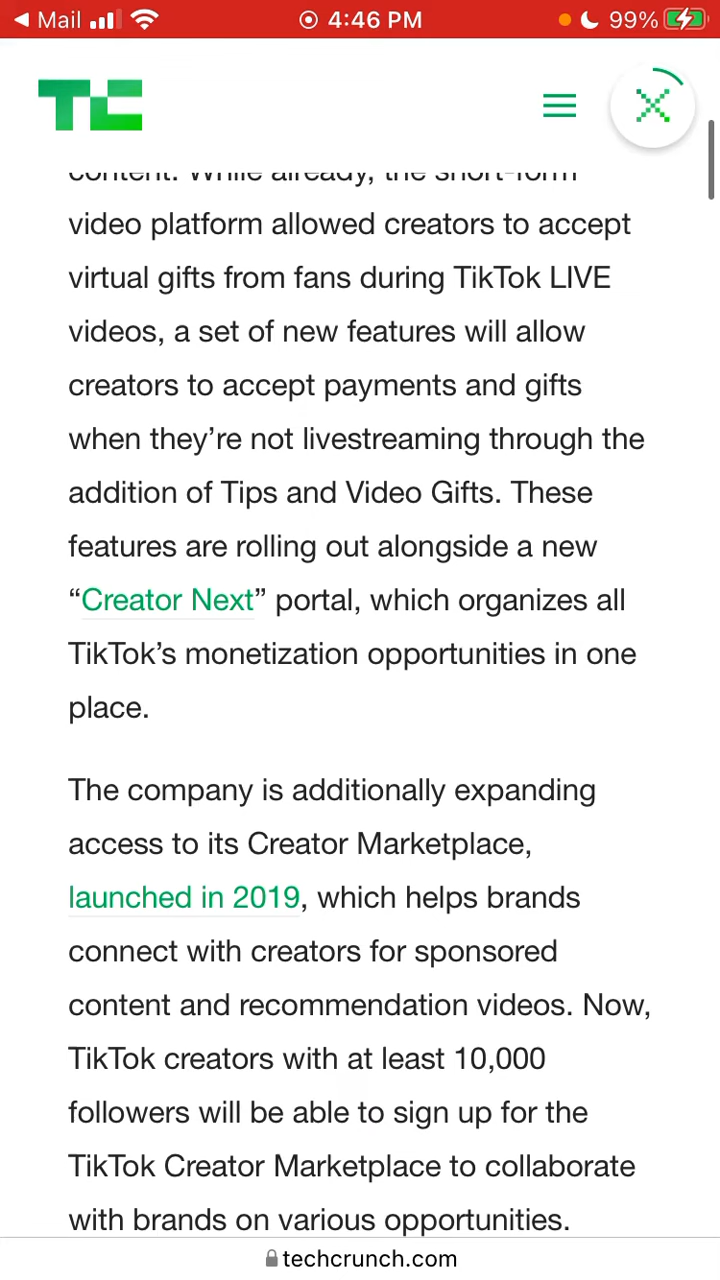 Mail 4:46 PM 99%
TC
content. While already, the short-form
video platform allowed creators to accept
virtual gifts from fans during TikTok LIVE
videos, a set of new features will allow
creators to accept payments and gifts
when they’re not livestreaming through the
addition of Tips and Video Gifts. These
features are rolling out alongside a new
“Creator Next” portal, which organizes all
TikTok’s monetization opportunities in one
place.
The company is additionally expanding
access to its Creator Marketplace,
launched in 2019, which helps brands
connect with creators for sponsored
content and recommendation videos. Now,
TikTok creators with at least 10,000
followers will be able to sign up for the
TikTok Creator Marketplace to collaborate
with brands on various opportunities.
techcrunch.com